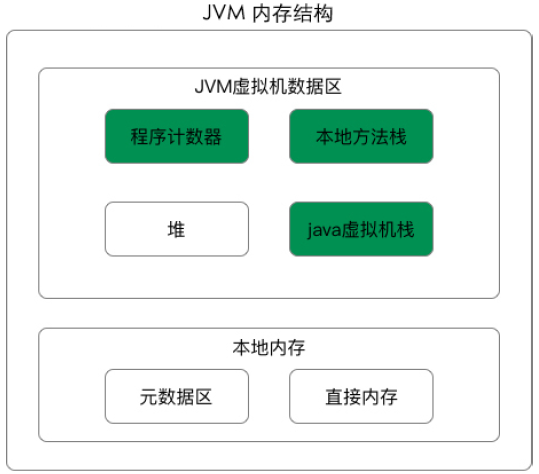 JVM 内存结构
JVM虚拟机数据区
程序计数器
本地方法栈
堆
java虚拟机栈
本地内存
元数据区
直接内存